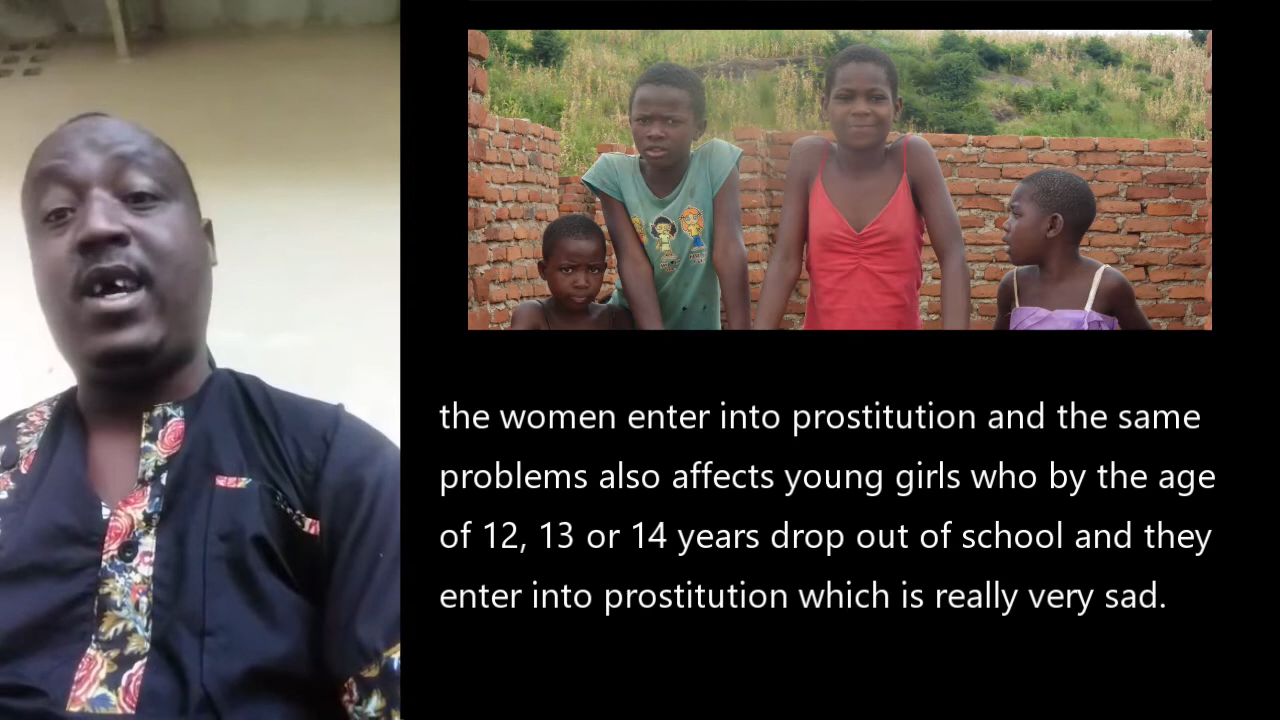 the women enter into prostitution and the same
problems also affects young girls who by the age
of 12, 13 or 14 years drop out of school and they
enter into prostitution which is really very sad.